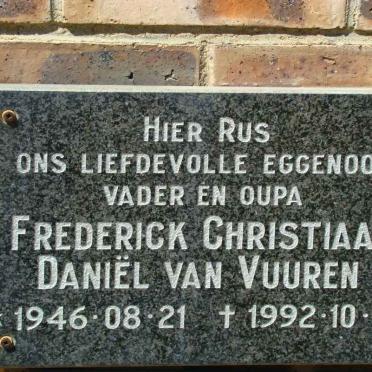 HIER RUS
ONS LIEFDEVOLLE EGGENOO
VADER EN OUPA
FREDERICK CHRISTIAA
DANIËL VAN VUUREN
1946·08·21 † 1992·10·